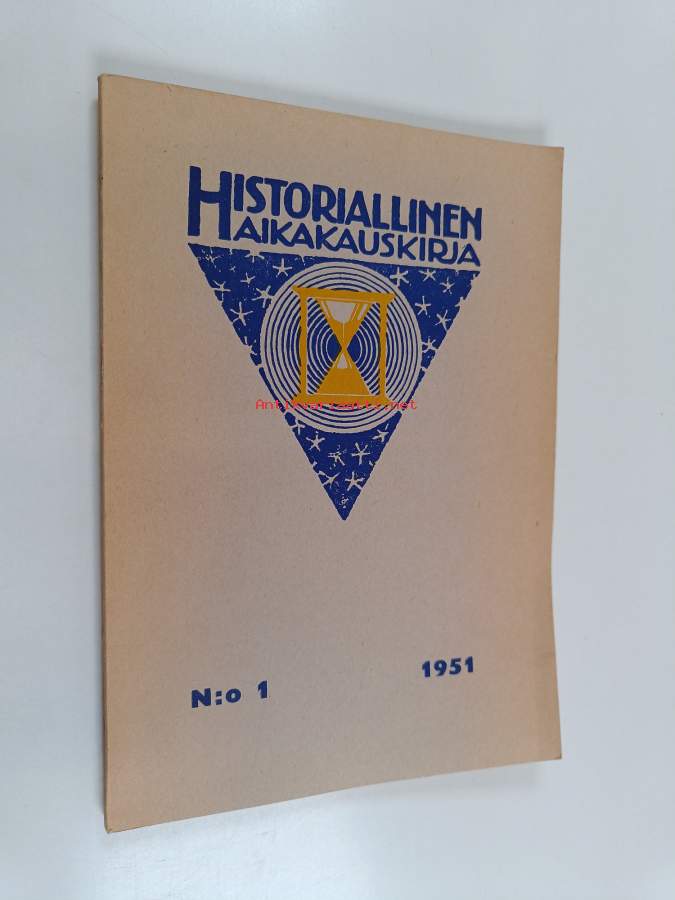 HISTORIALLINEN
AIKAKAUSKIRJA
Antikvariaatti.net
N:o 1
1951